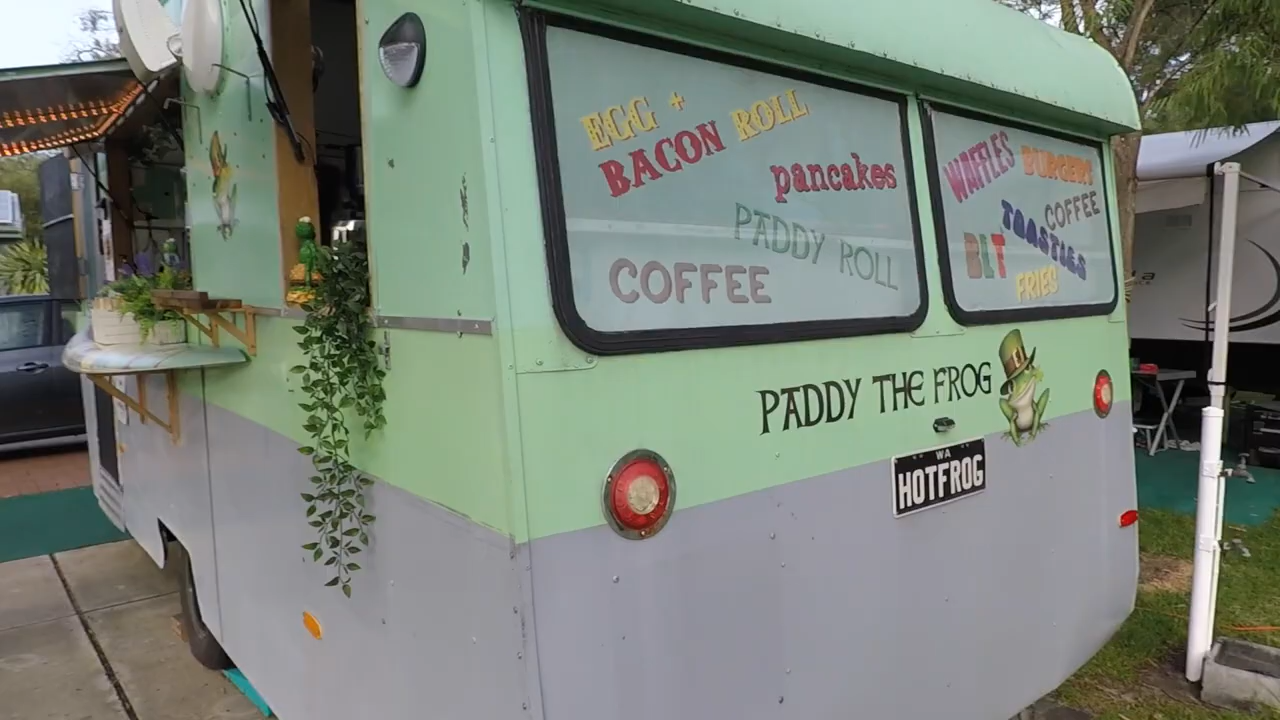 EGG + BACON ROLL
pancakes
PADDY ROLL
COFFEE
WAFFLES
BURGERS
COFFEE
TOASTIES
BLT
FRIES
PADDY THE FROG
WA
HOTFROG